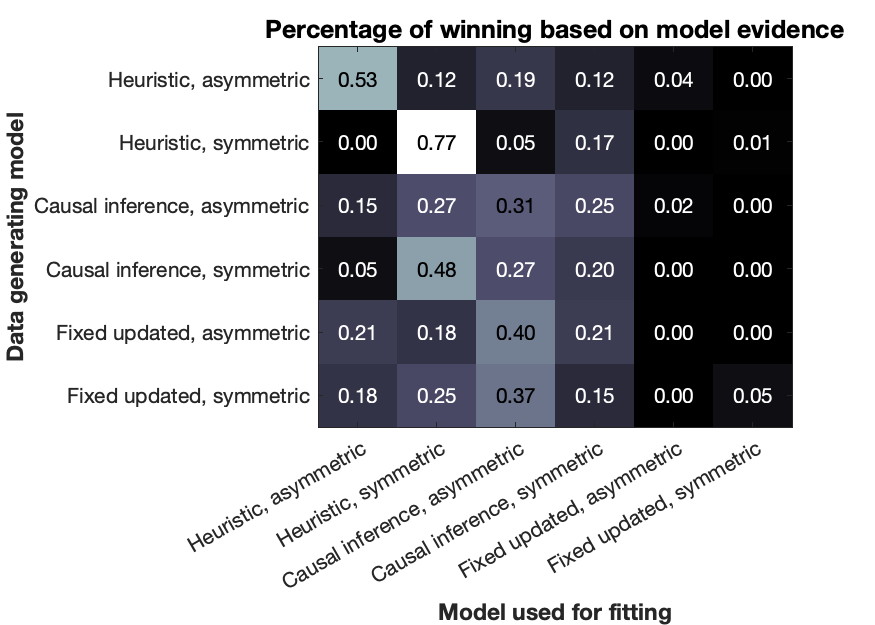 Percentage of winning based on model evidence
Data generating model
Heuristic, asymmetric 0.53 0.12 0.19 0.12 0.04 0.00
Heuristic, symmetric 0.00 0.77 0.05 0.17 0.00 0.01
Causal inference, asymmetric 0.15 0.27 0.31 0.25 0.02 0.00
Causal inference, symmetric 0.05 0.48 0.27 0.20 0.00 0.00
Fixed updated, asymmetric 0.21 0.18 0.40 0.21 0.00 0.00
Fixed updated, symmetric 0.18 0.25 0.37 0.15 0.00 0.05
Heuristic, asymmetric
Heuristic, symmetric
Causal inference, asymmetric
Causal inference, symmetric
Fixed updated, asymmetric
Fixed updated, symmetric
Model used for fitting